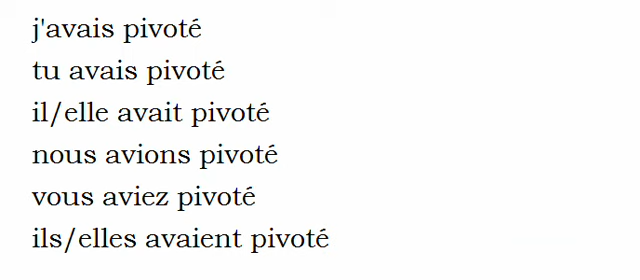 j'avais pivoté
tu avais pivoté
il/elle avait pivoté
nous avions pivoté
vous aviez pivoté
ils/elles avaient pivoté